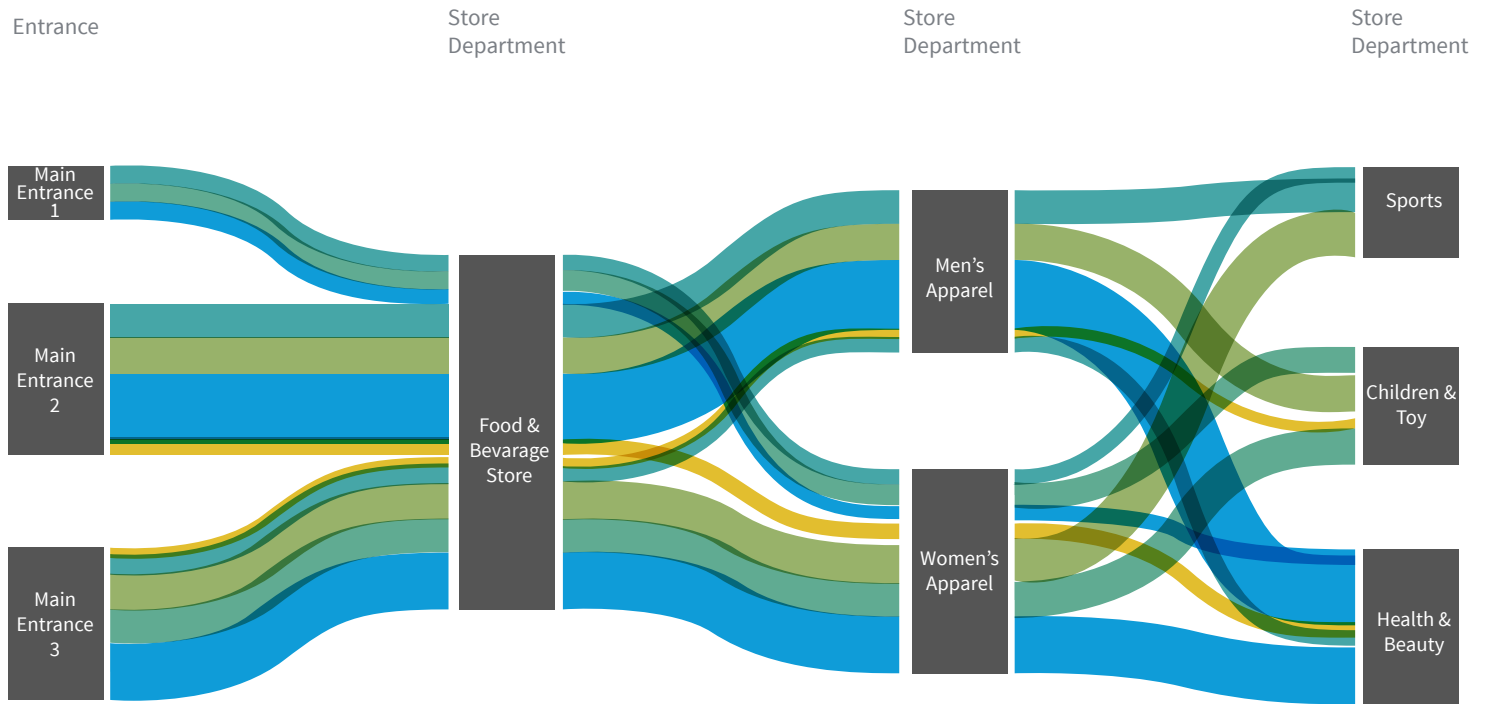 Entrance
Store
Department
Store
Department
Store
Department
Main
Entrance
1
Main
Entrance
2
Main
Entrance
3
Food &
Bevarage
Store
Men’s
Apparel
Women’s
Apparel
Sports
Children &
Toy
Health &
Beauty